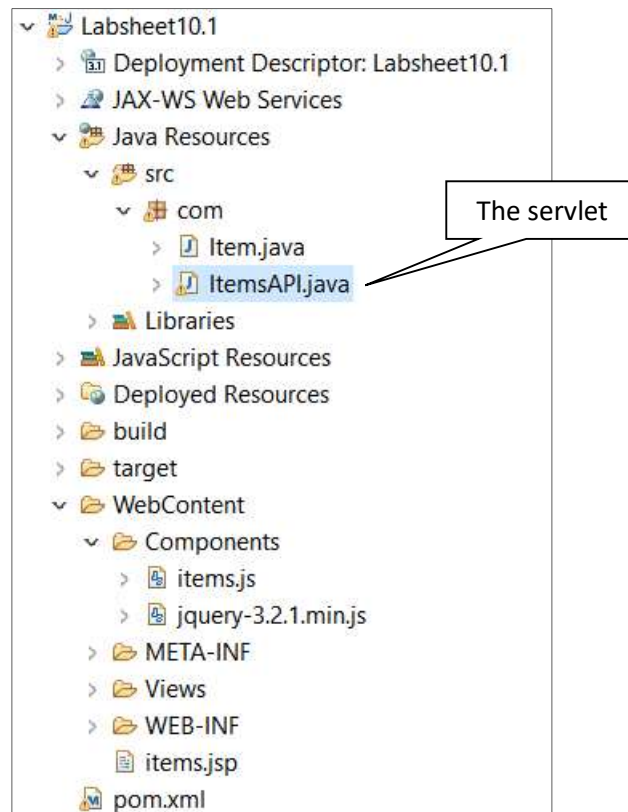 Labsheet10.1
Deployment Descriptor: Labsheet10.1
JAX-WS Web Services
Java Resources
src
com
The servlet
Item.java
ItemsAPI.java
Libraries
JavaScript Resources
Deployed Resources
build
target
WebContent
Components
items.js
jquery-3.2.1.min.js
META-INF
Views
WEB-INF
items.jsp
pom.xml